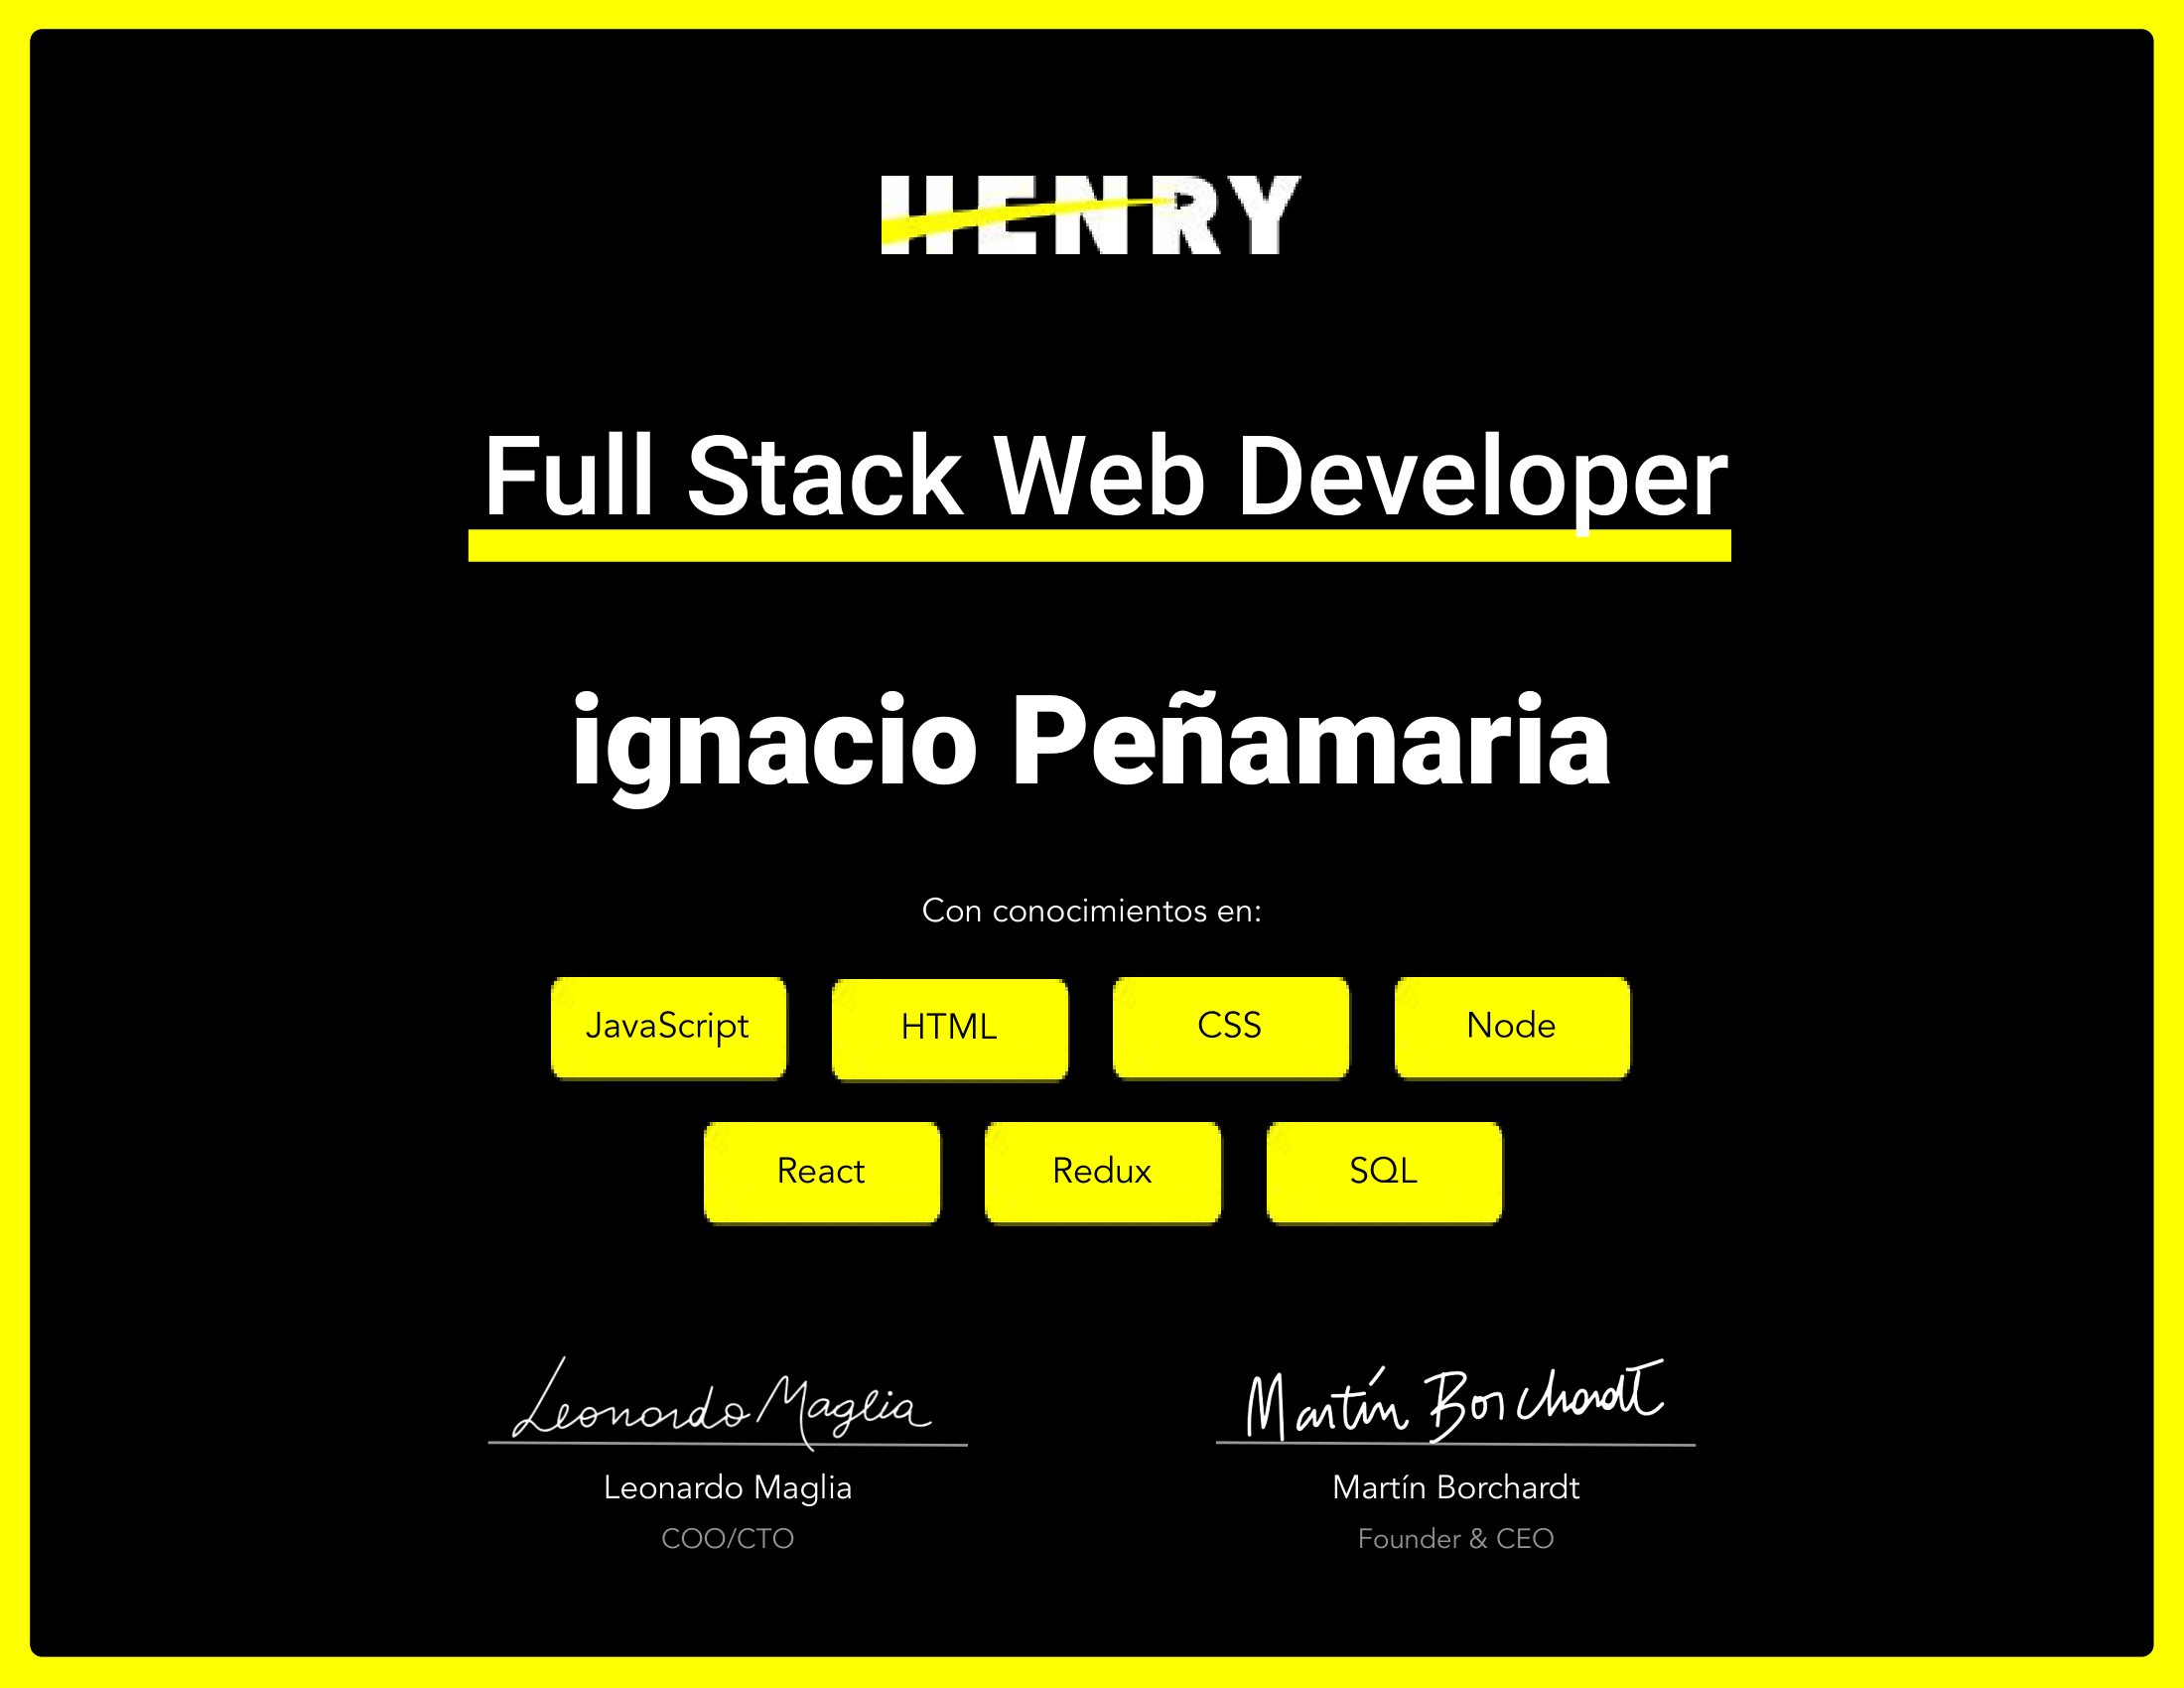 HENRY
Full Stack Web Developer
ignacio Peñamaria
Con conocimientos en:
JavaScript HTML CSS Node
React Redux SQL
Leonardo Maglia Martín Borchardt
Leonardo Maglia Martín Borchardt
COO/CTO Founder & CEO